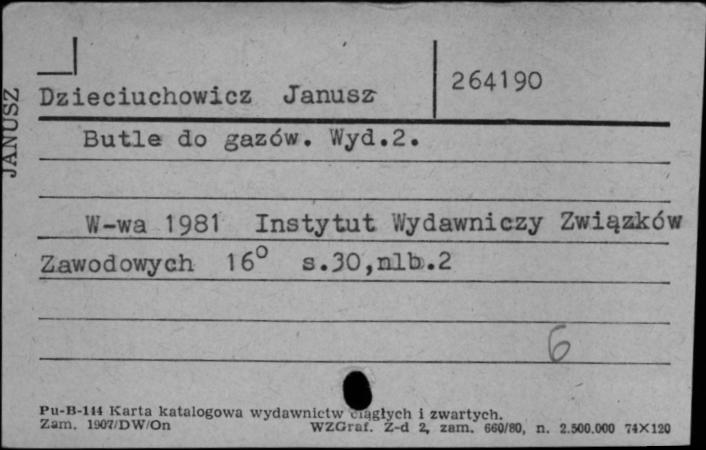 JANUSZ
Dzieciuchowicz Janusz
264190
Butle do gazów. Wyd.2.
W-wa 1981 Instytut Wydawniczy Związków
Zawodowych 16° s.30,nlb.2
6
Pu-B-144 Karta katalogowa wydawnictw ciągłych i zwartych.
Zam. 1907/DW/On WZGraf. Z-d 2, zam. 660/80, n. 2.500.000 74X120